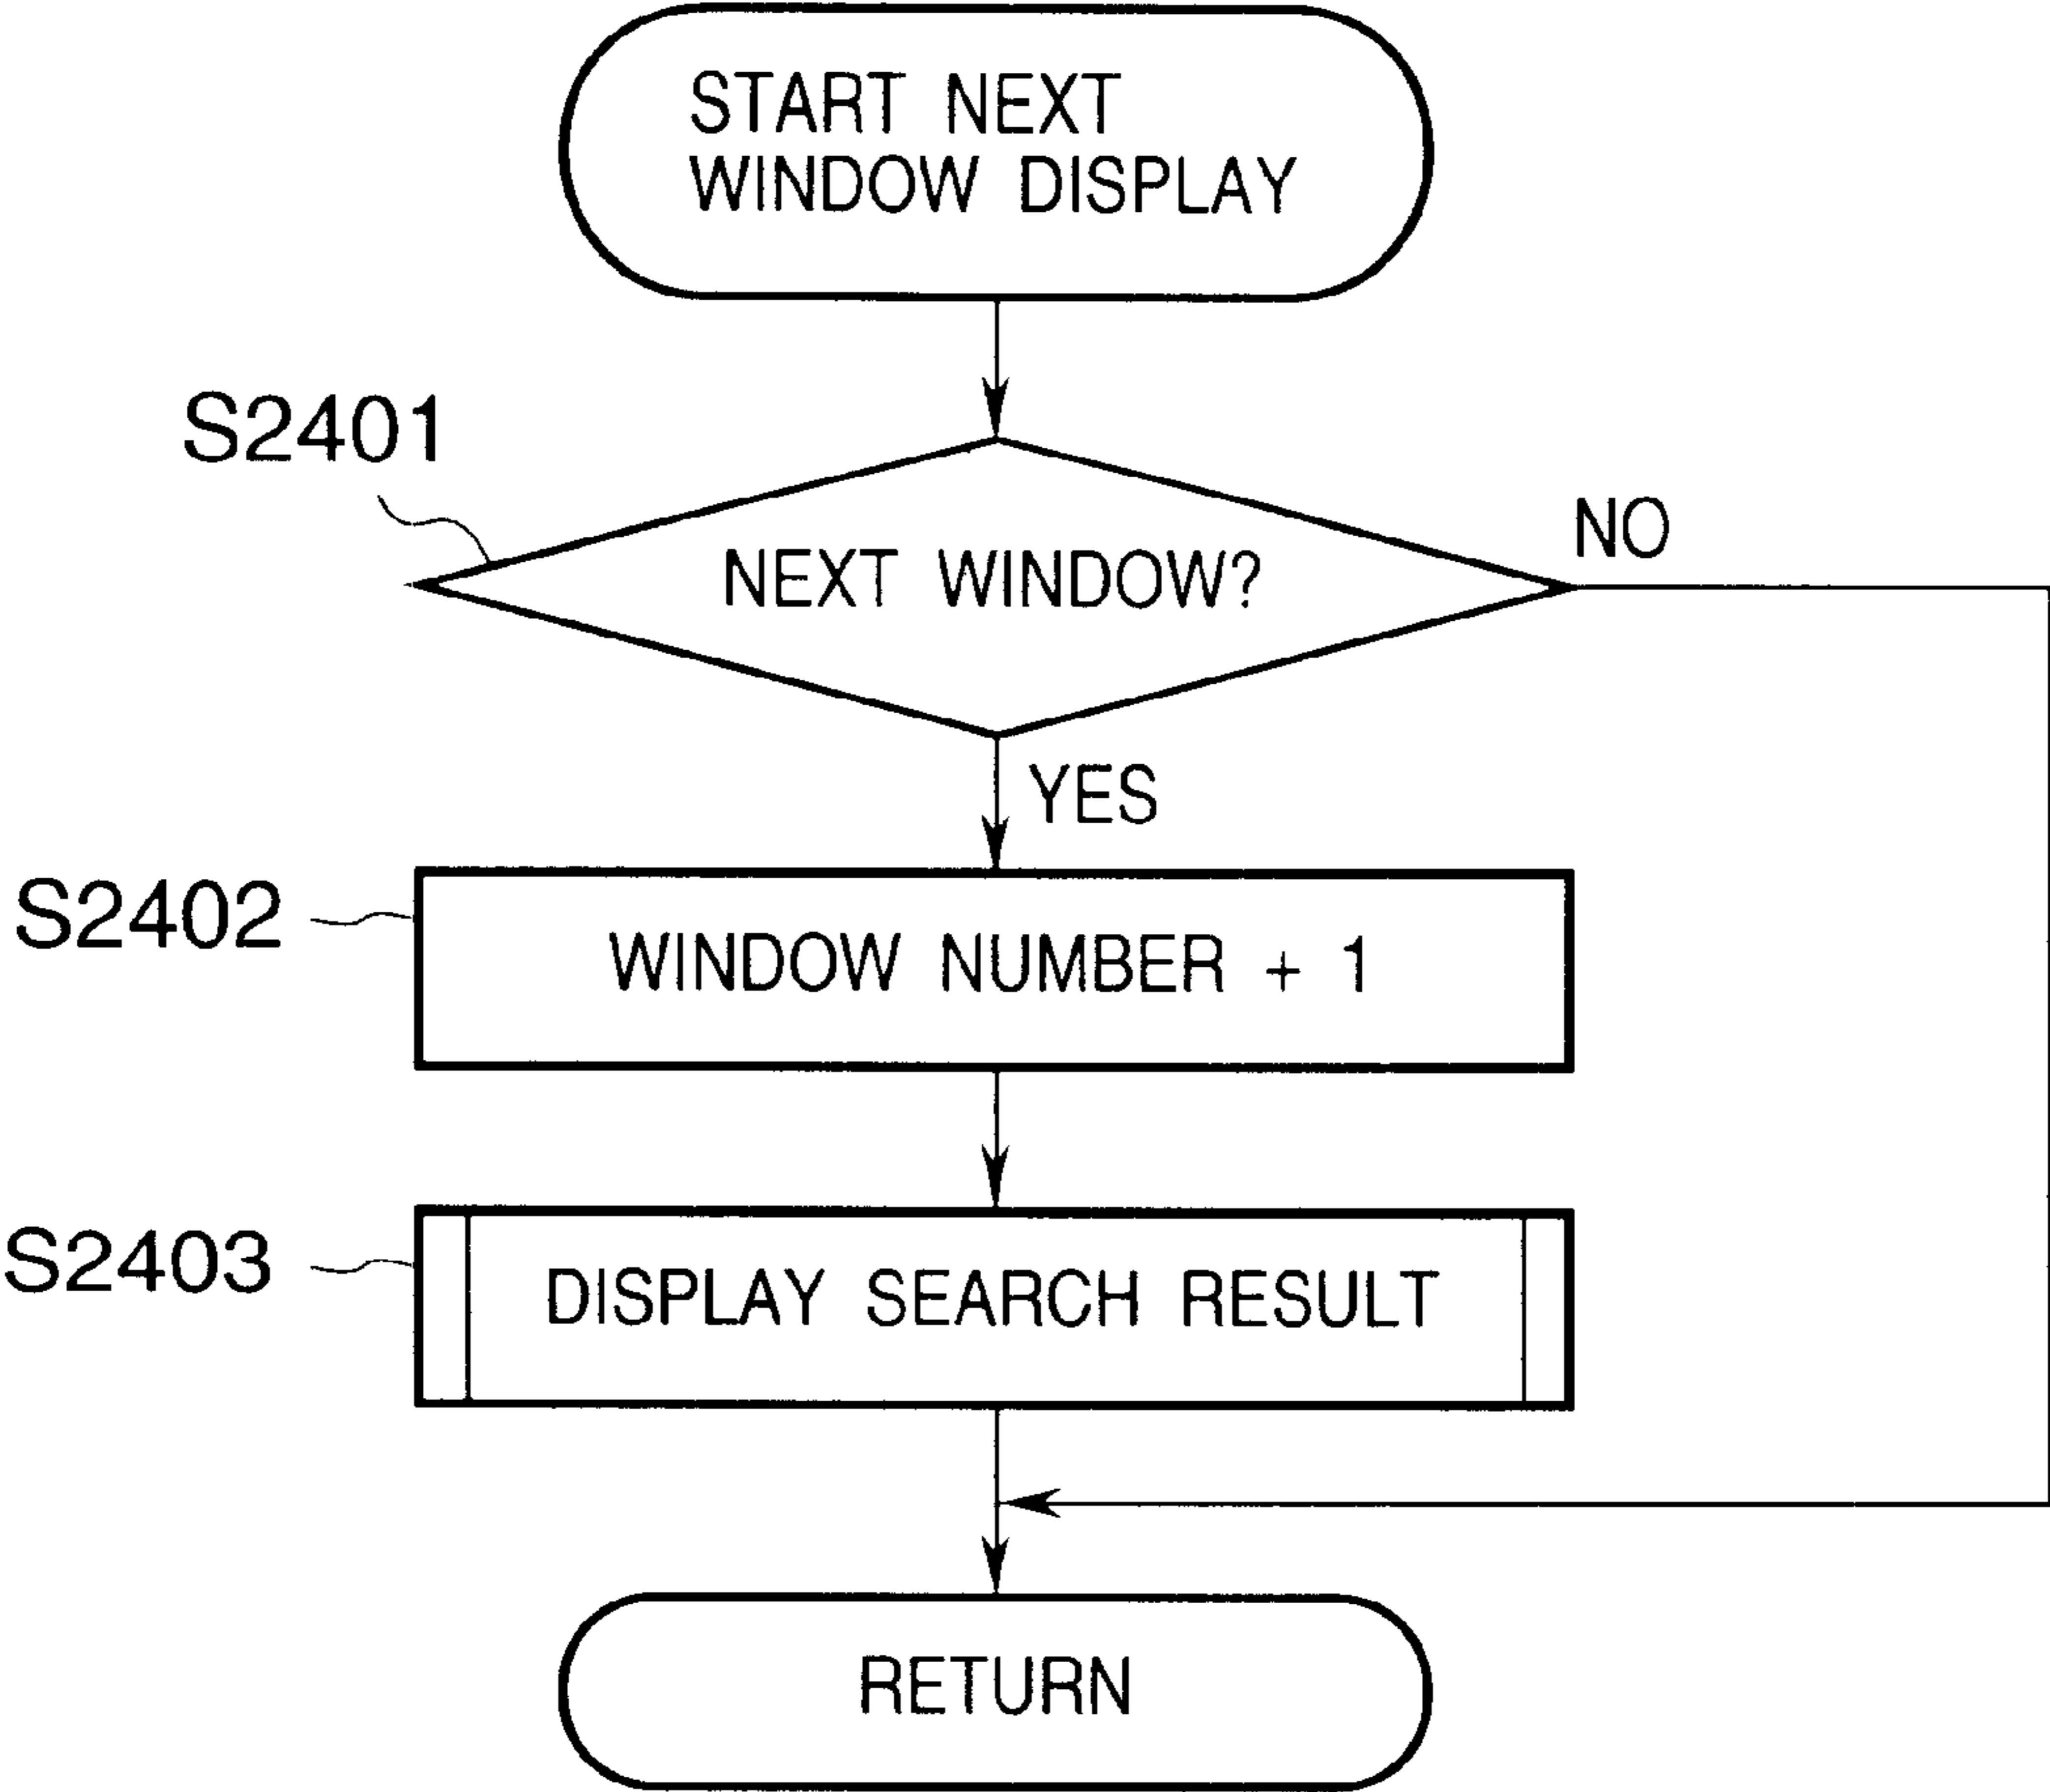 START NEXT
WINDOW DISPLAY
S2401
NEXT WINDOW?
NO
YES
S2402
WINDOW NUMBER + 1
S2403
DISPLAY SEARCH RESULT
RETURN